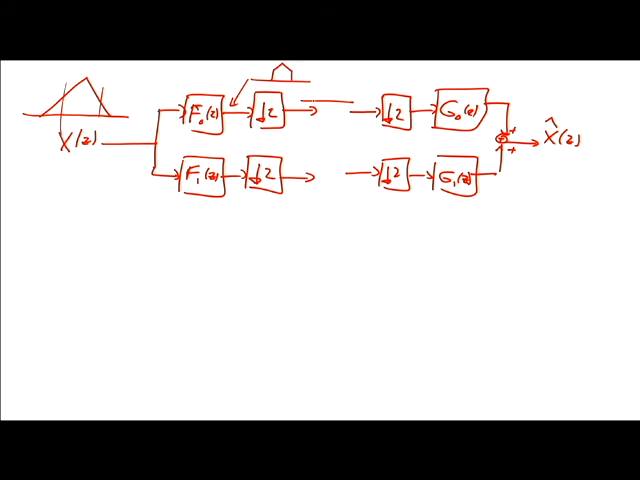 X(z) F₀(z) ↓2 ↓2 G₀(z) + X̂(z)
F₁(z) ↓2 ↓2 G₁(z) +